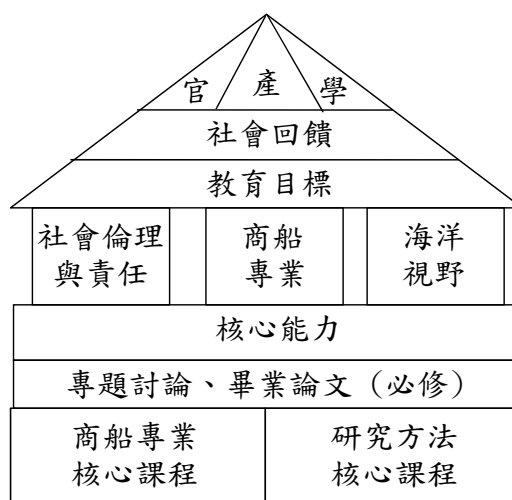 官 產 學
社會回饋
教育目標
社會倫理
與責任
商船
專業
海洋
視野
核心能力
專題討論、畢業論文（必修）
商船專業
核心課程
研究方法
核心課程